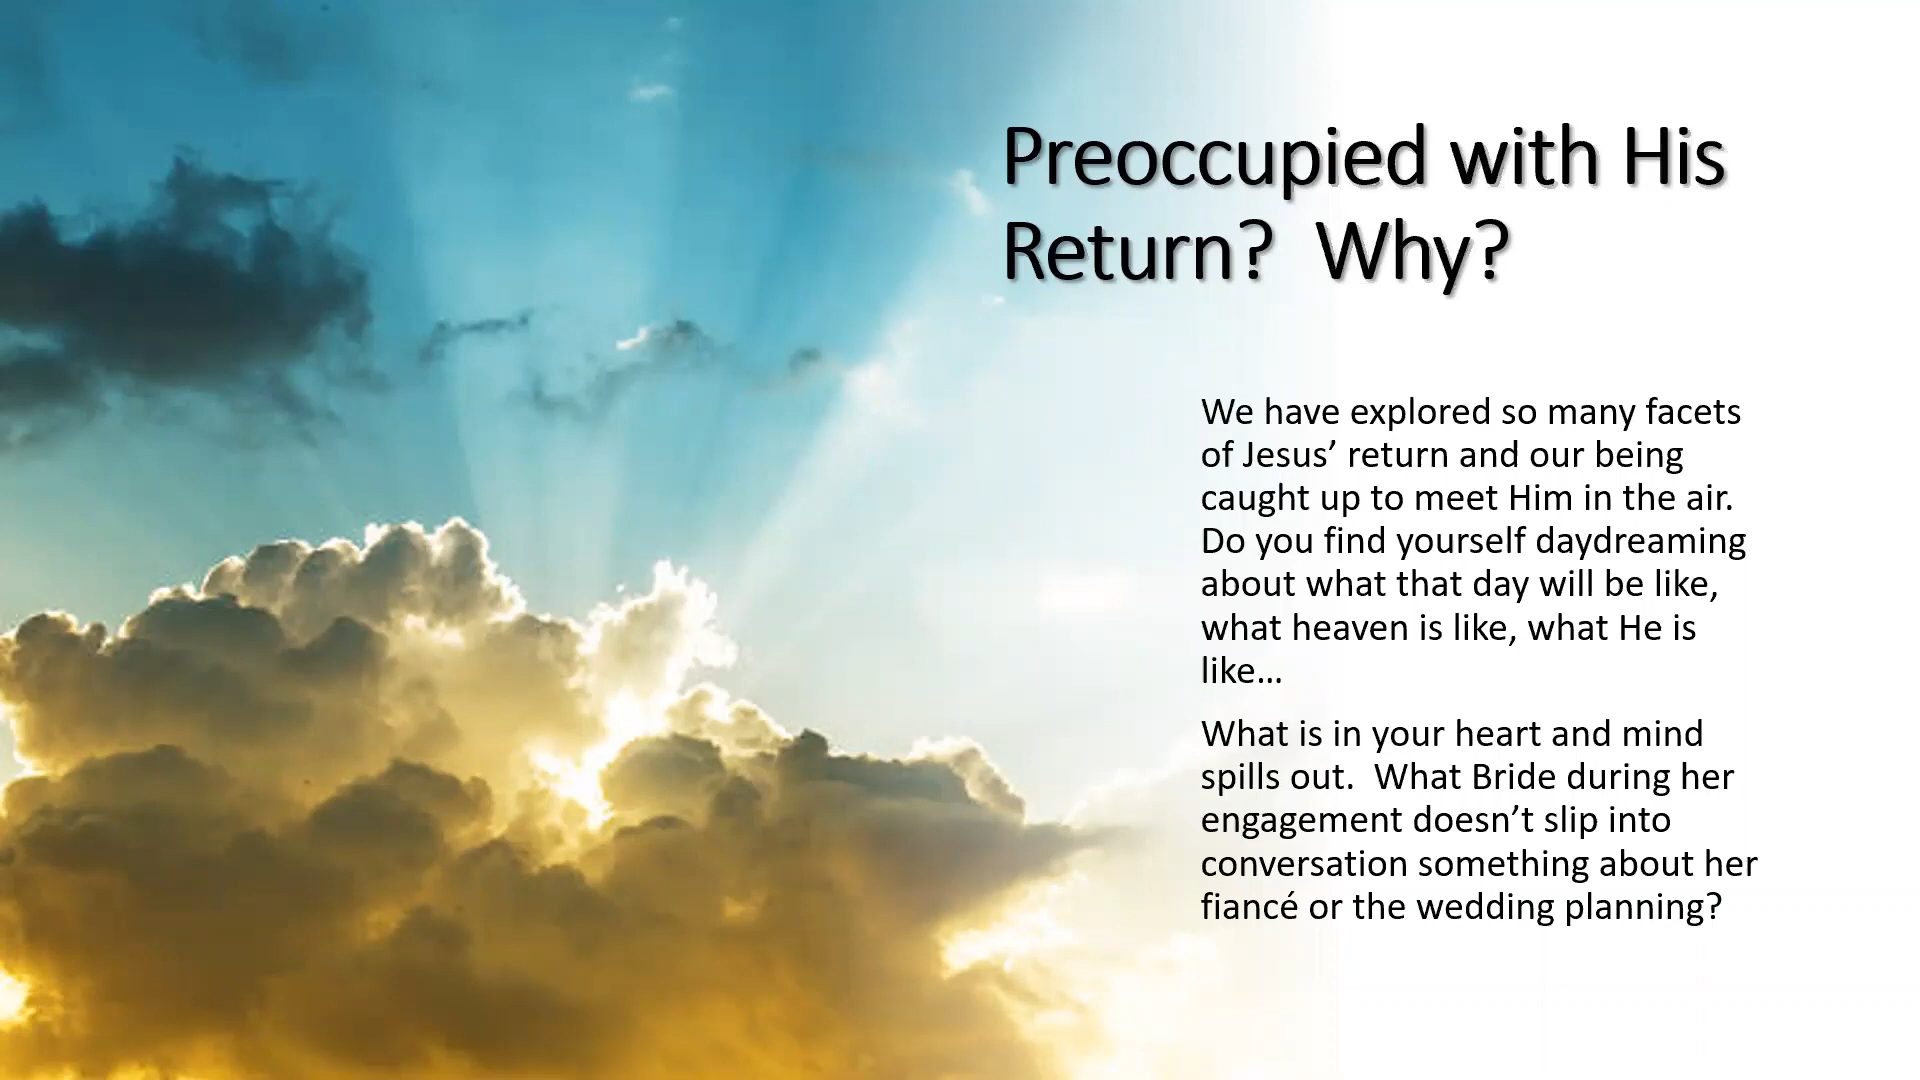 Preoccupied with His
Return?  Why?
We have explored so many facets
of Jesus’ return and our being
caught up to meet Him in the air.
Do you find yourself daydreaming
about what that day will be like,
what heaven is like, what He is
like…
What is in your heart and mind
spills out.  What Bride during her
engagement doesn’t slip into
conversation something about her
fiancé or the wedding planning?